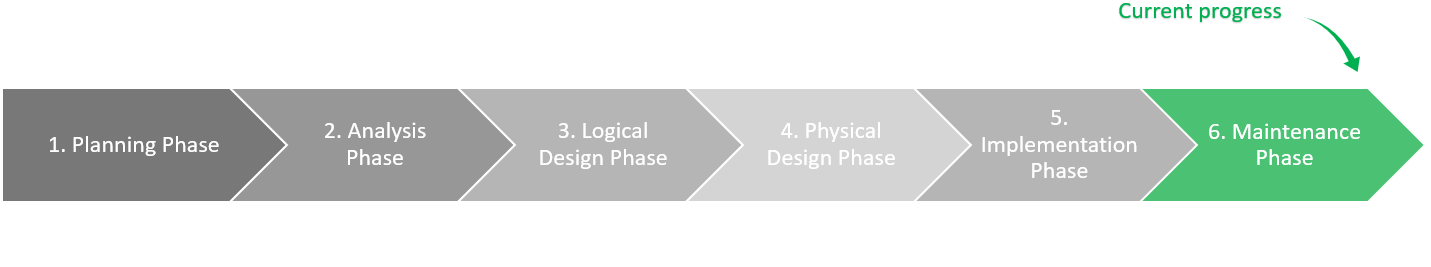 Current progress
1. Planning Phase
2. Analysis
Phase
3. Logical
Design Phase
4. Physical
Design Phase
5.
Implementation
Phase
6. Maintenance
Phase